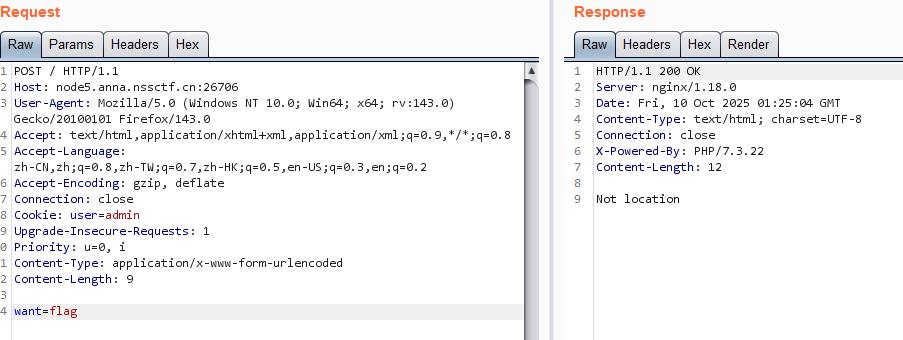 Request
Raw Params Headers Hex
1 POST / HTTP/1.1
2 Host: node5.anna.nssctf.cn:26706
3 User-Agent: Mozilla/5.0 (Windows NT 10.0; Win64; x64; rv:143.0)
Gecko/20100101 Firefox/143.0
4 Accept: text/html,application/xhtml+xml,application/xml;q=0.9,*/*;q=0.8
5 Accept-Language:
zh-CN,zh;q=0.8,zh-TW;q=0.7,zh-HK;q=0.5,en-US;q=0.3,en;q=0.2
6 Accept-Encoding: gzip, deflate
7 Connection: close
8 Cookie: user=admin
9 Upgrade-Insecure-Requests: 1
0 Priority: u=0, i
1 Content-Type: application/x-www-form-urlencoded
2 Content-Length: 9
3
4 want=flag
Response
Raw Headers Hex Render
1 HTTP/1.1 200 OK
2 Server: nginx/1.18.0
3 Date: Fri, 10 Oct 2025 01:25:04 GMT
4 Content-Type: text/html; charset=UTF-8
5 Connection: close
6 X-Powered-By: PHP/7.3.22
7 Content-Length: 12
8
9 Not location